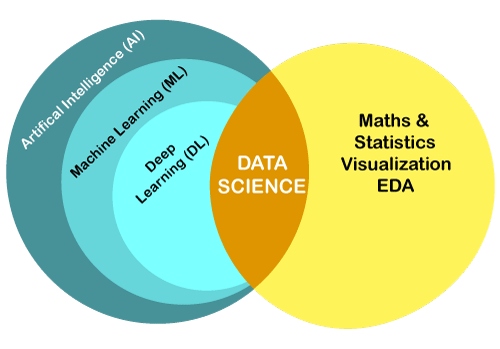 Artifical Intelligence (AI)
Machine Learning (ML)
Deep
Learning (DL)
DATA
SCIENCE
Maths &
Statistics
Visualization
EDA